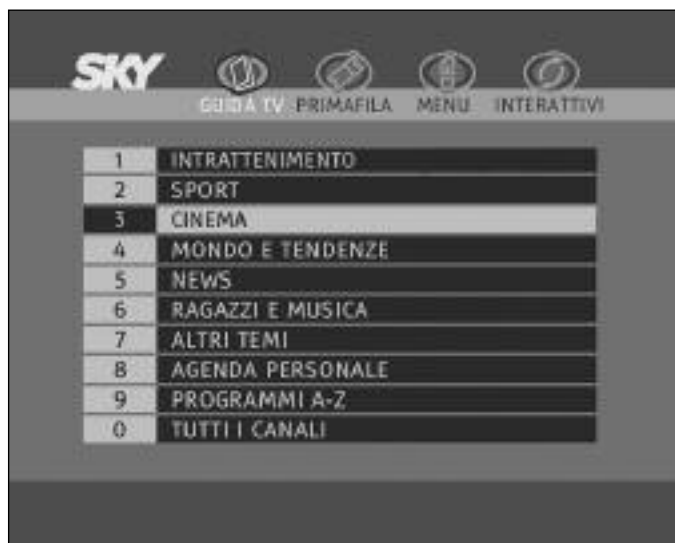 SKY
GUIDA TV PRIMAFILA MENU INTERATTIVI
1 INTRATTENIMENTO
2 SPORT
3 CINEMA
4 MONDO E TENDENZE
5 NEWS
6 RAGAZZI E MUSICA
7 ALTRI TEMI
8 AGENDA PERSONALE
9 PROGRAMMI A-Z
0 TUTTI I CANALI